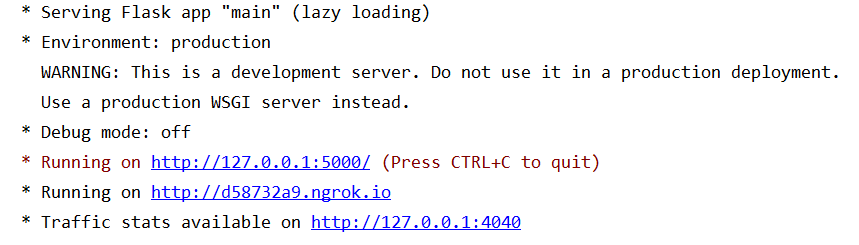 * Serving Flask app "main" (lazy loading)
* Environment: production
WARNING: This is a development server. Do not use it in a production deployment.
Use a production WSGI server instead.
* Debug mode: off
* Running on http://127.0.0.1:5000/ (Press CTRL+C to quit)
* Running on http://d58732a9.ngrok.io
* Traffic stats available on http://127.0.0.1:4040